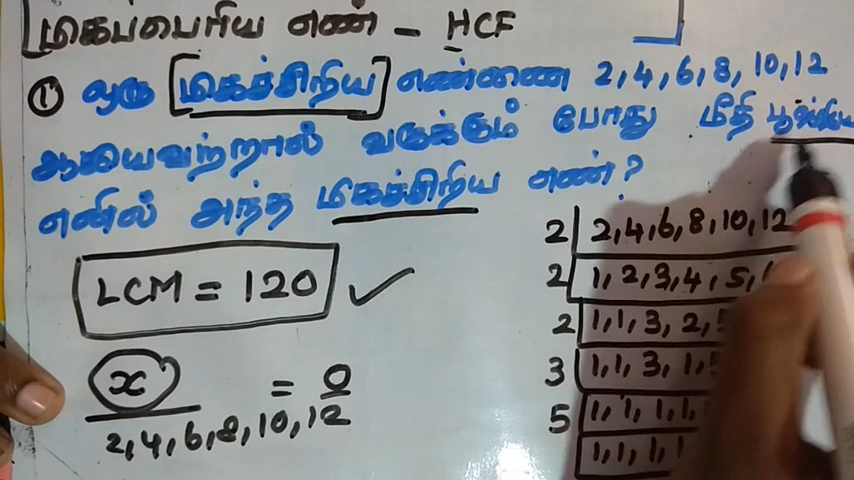 மிகப்பெரிய எண் - HCF
① ஒரு [மிகச்சிறிய] எண்ணை 2, 4, 6, 8, 10, 12
ஆகியவற்றால் வகுக்கும் போது மீதி
எனில் அந்த மிகச்சிறிய எண்?
LCM = 120 ✓
x = 0
2, 4, 6, 8, 10, 12
2 | 2, 4, 6, 8, 10, 12
2 | 1, 2, 3, 4, 5,
2 | 1, 1, 3, 2,
3 | 1, 1, 3, 1,
5 | 1, 1, 1, 1,
1, 1, 1,